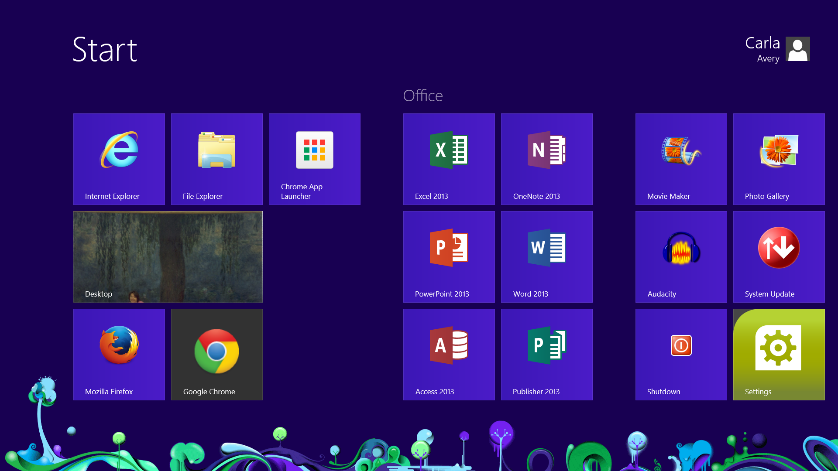 Start
Carla
Avery
Office
Internet Explorer
File Explorer
Chrome App
Launcher
Excel 2013
OneNote 2013
Movie Maker
Photo Gallery
Desktop
PowerPoint 2013
Word 2013
Audacity
System Update
Mozilla Firefox
Google Chrome
Access 2013
Publisher 2013
Shutdown
Settings